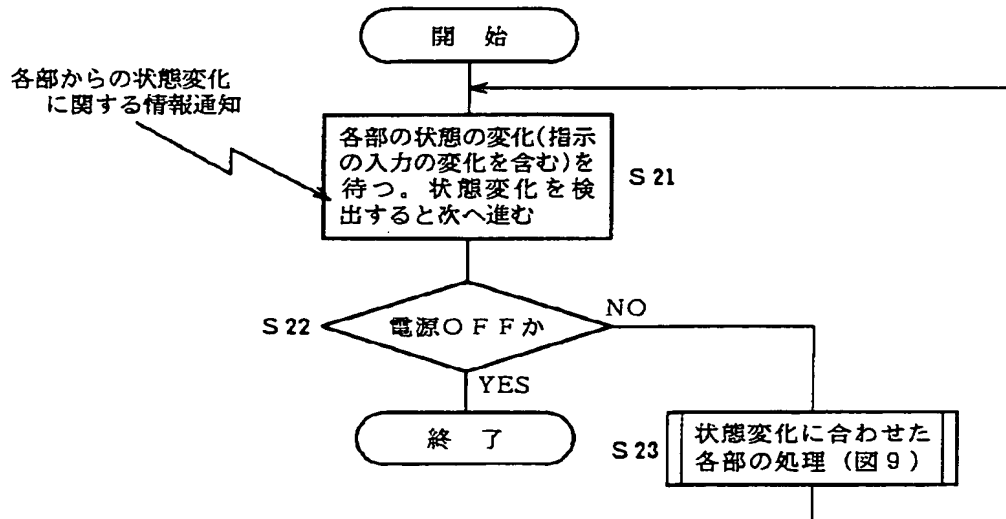 開始
各部からの状態変化
に関する情報通知
各部の状態の変化(指示
の入力の変化を含む)を
待つ。状態変化を検
出すると次へ進む
S21
S22
電源OFFか
NO
YES
終了
S23
状態変化に合わせた
各部の処理(図9)